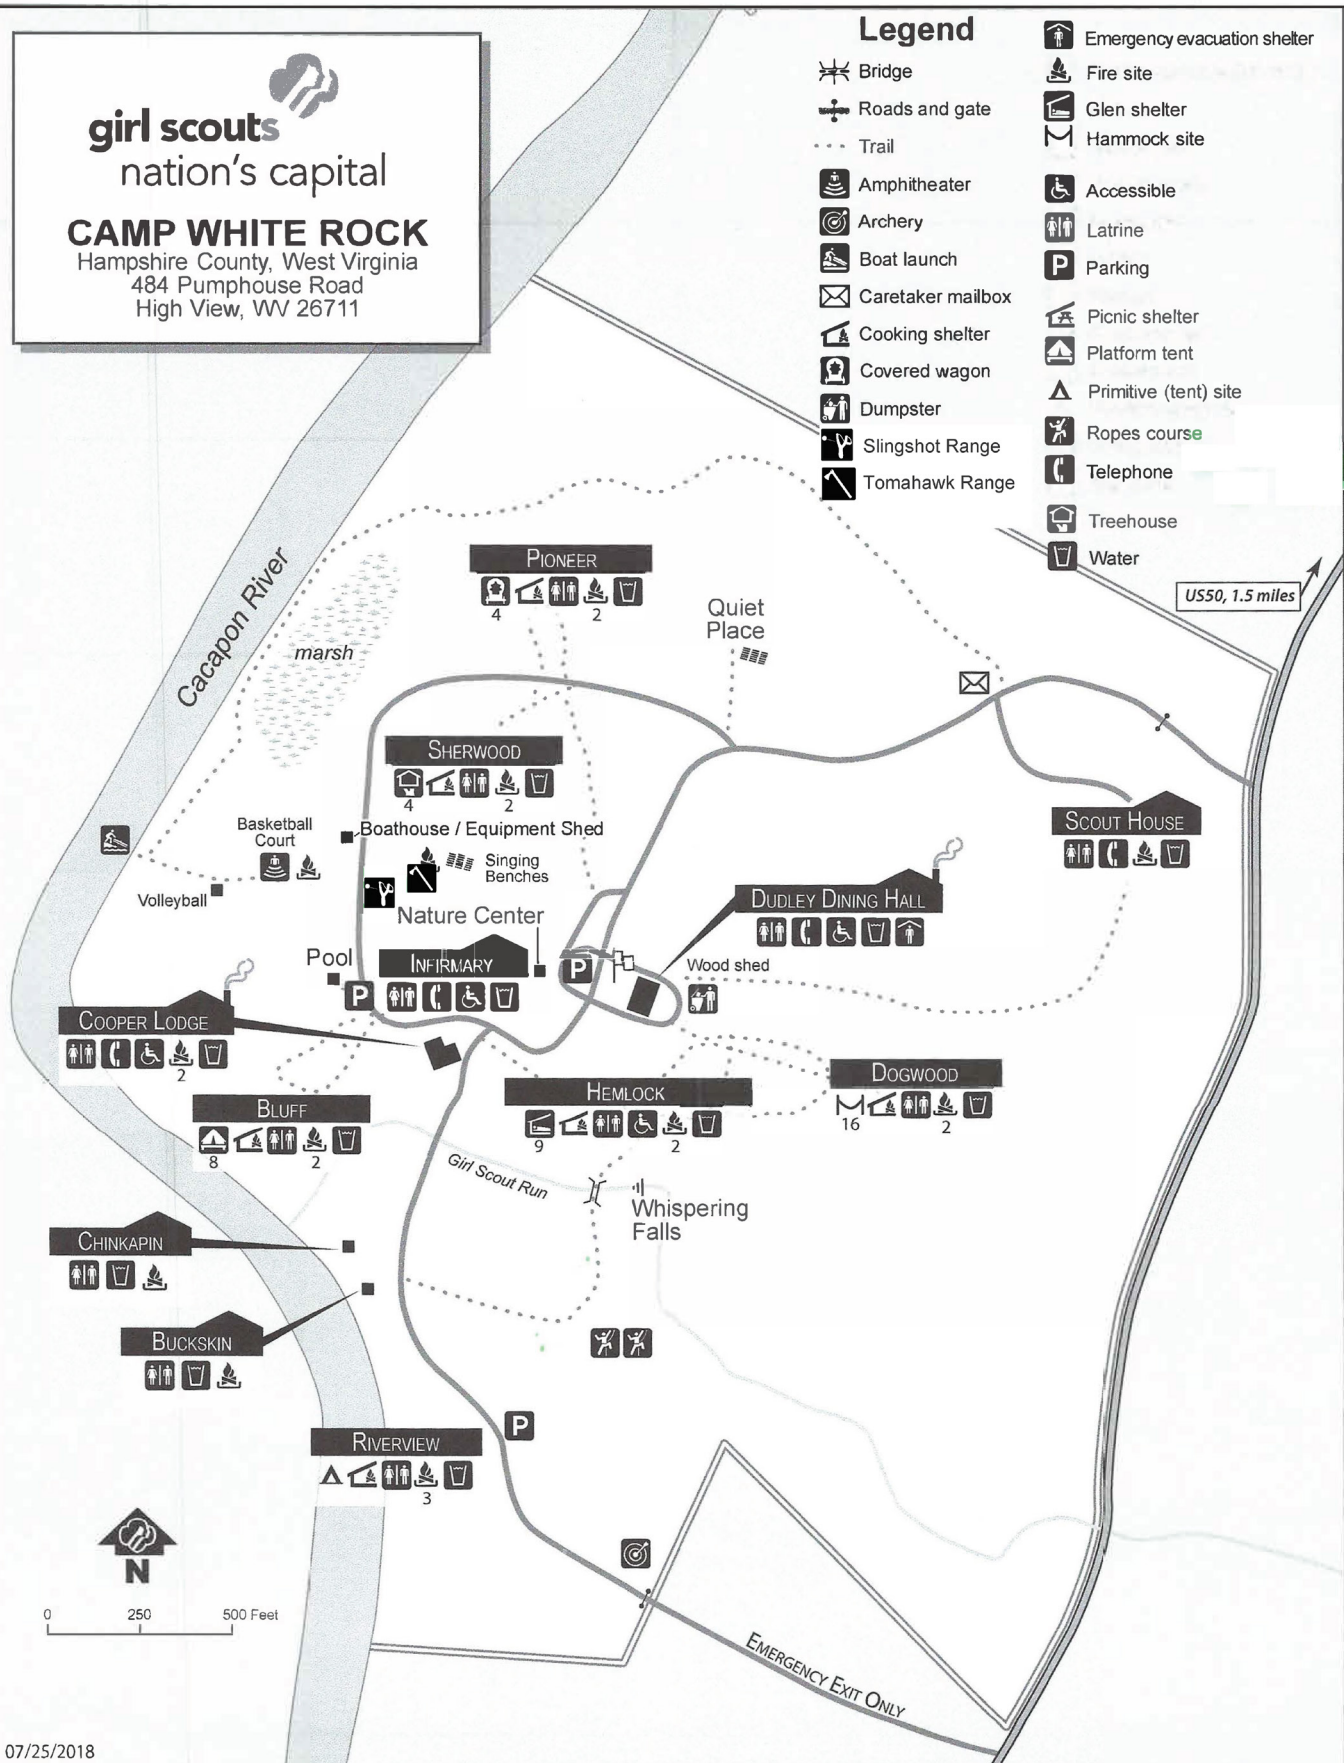 girl scouts
nation's capital
CAMP WHITE ROCK
Hampshire County, West Virginia
484 Pumphouse Road
High View, WV 26711
Legend
Bridge
Roads and gate
Trail
Amphitheater
Archery
Boat launch
Caretaker mailbox
Cooking shelter
Covered wagon
Dumpster
Slingshot Range
Tomahawk Range
Emergency evacuation shelter
Fire site
Glen shelter
Hammock site
Accessible
Latrine
P Parking
Picnic shelter
Platform tent
Primitive (tent) site
Ropes course
Telephone
Treehouse
Water
US50, 1.5 miles
Cacapon River
marsh
PIONEER
4 2
Quiet
Place
SHERWOOD
4 2
Basketball
Court
Boathouse / Equipment Shed
Singing
Benches
Volleyball
SCOUT HOUSE
DUDLEY DINING HALL
Nature Center
Pool
INFIRMARY
P
P
Wood shed
COOPER LODGE
2
BLUFF
8 2
HEMLOCK
9 2
DOGWOOD
16 2
Girl Scout Run
Whispering
Falls
CHINKAPIN
BUCKSKIN
P
RIVERVIEW
3
N
0 250 500 Feet
EMERGENCY EXIT ONLY
07/25/2018